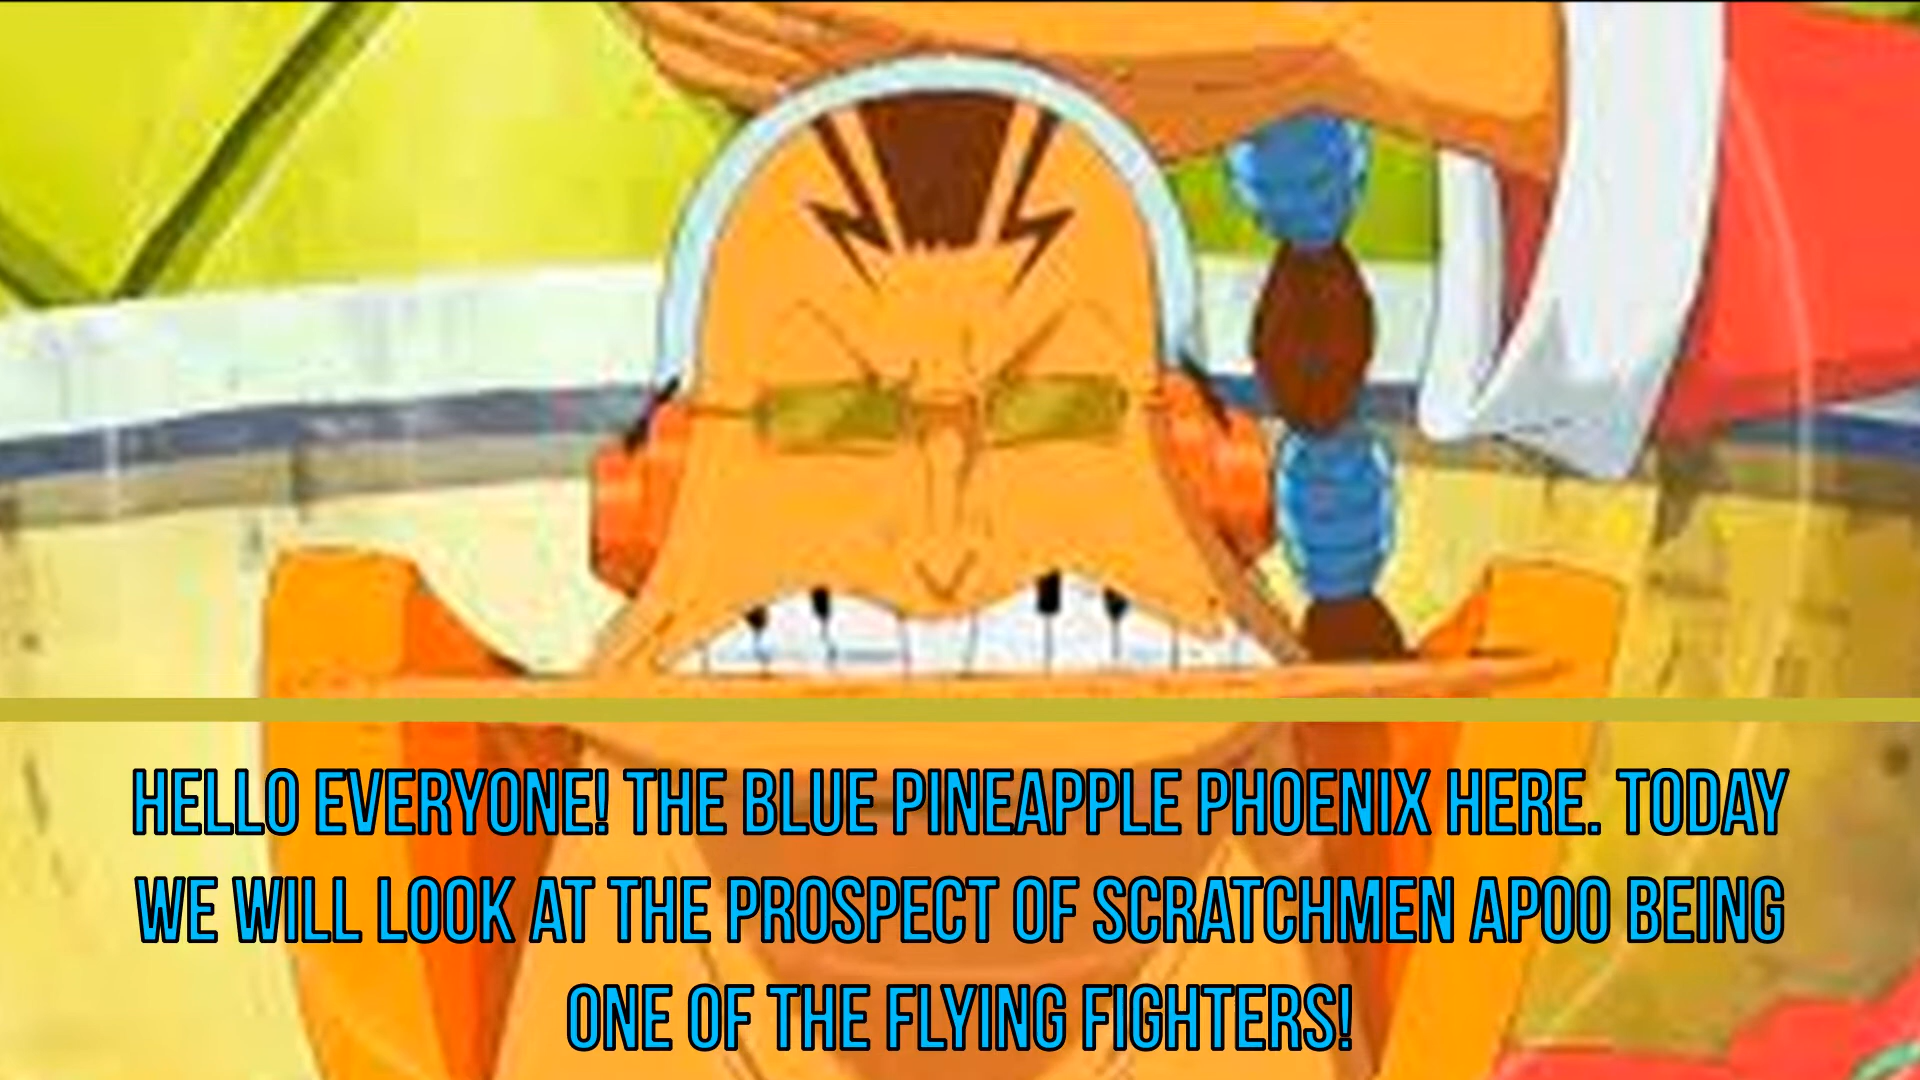 HELLO EVERYONE! THE BLUE PINEAPPLE PHOENIX HERE. TODAY
WE WILL LOOK AT THE PROSPECT OF SCRATCHMEN APOO BEING
ONE OF THE FLYING FIGHTERS!